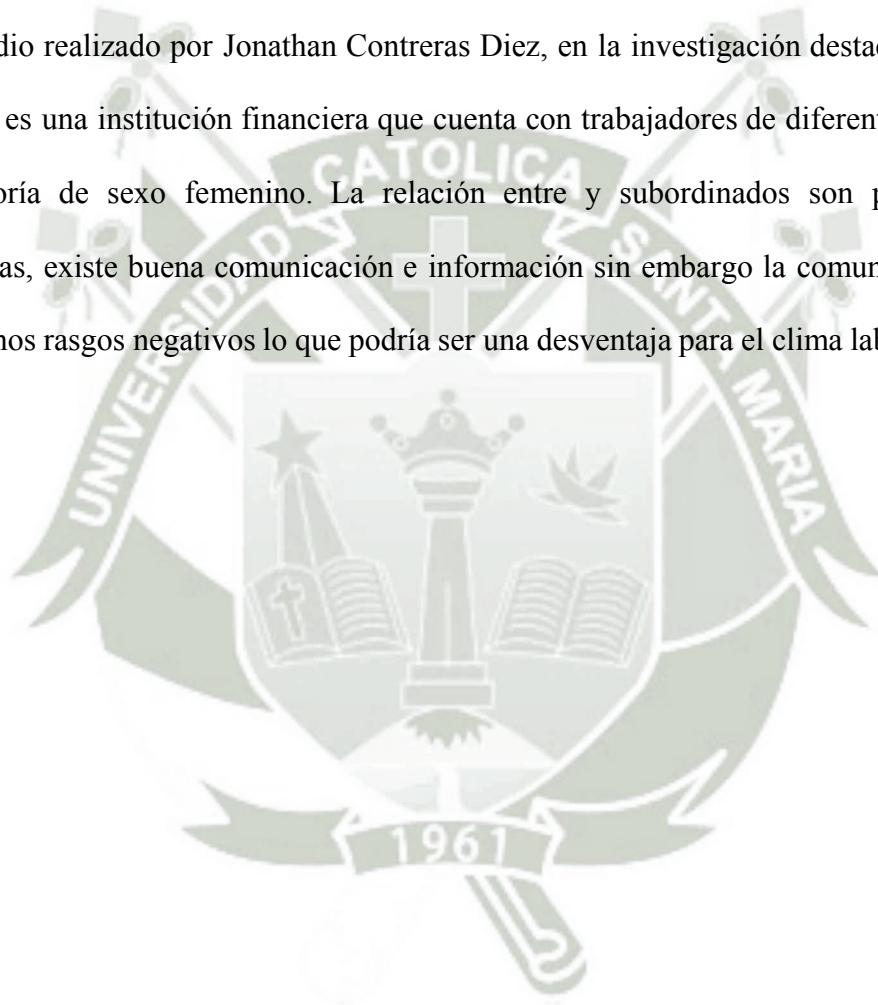 dio realizado por Jonathan Contreras Diez, en la investigación destac
es una institución financiera que cuenta con trabajadores de diferent
oría de sexo femenino. La relación entre y subordinados son p
as, existe buena comunicación e información sin embargo la comun
nos rasgos negativos lo que podría ser una desventaja para el clima lab
UNIVERSIDAD CATOLICA SANTA MARIA
1961